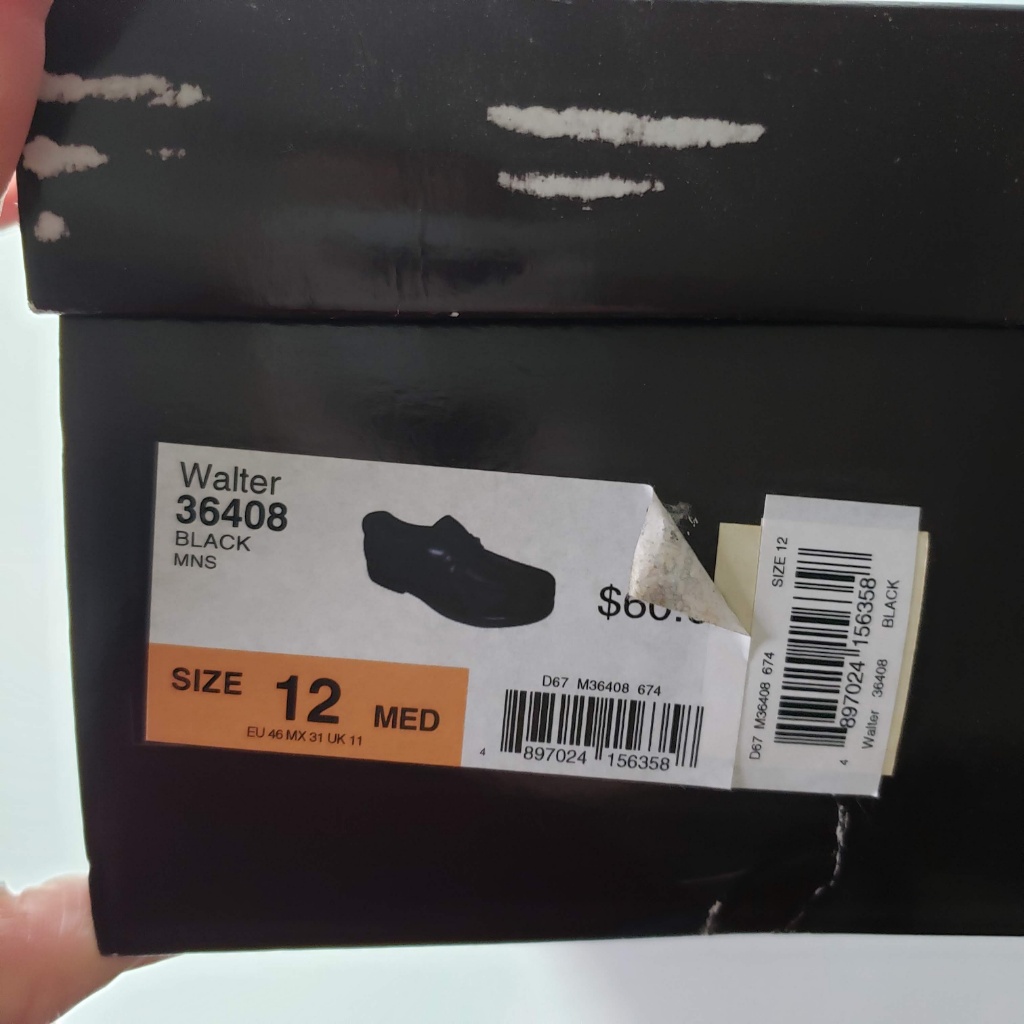 Walter
36408
BLACK
MNS
$60.
SIZE 12 MED
EU 46 MX 31 UK 11
D67 M36408 674
4 897024 156358
SIZE 12
D67 M36408 674
4 897024 156358
Walter 36408 BLACK